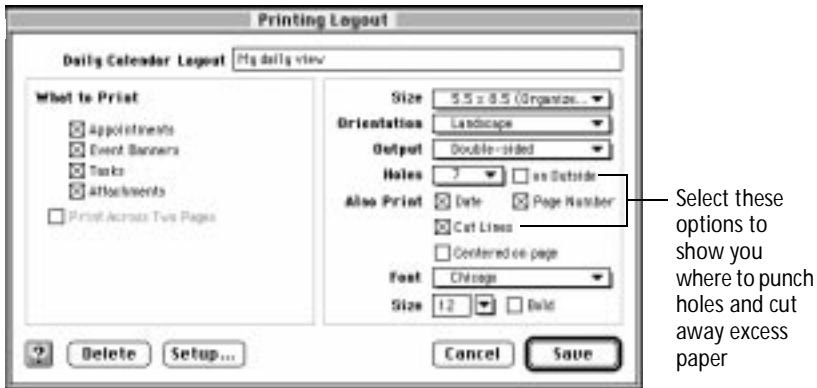 Printing Layout
Daily Calendar Layout My daily view
What to Print
Appointments
Event Banners
Tasks
Attachments
Print Across Two Pages
Size 5.5 x 8.5 (Organize...
Orientation Landscape
Output Double-sided
Holes 7 on Outside
Also Print Date Page Number
Cut Lines
Centered on page
Font Chicago
Size 12 Bold
? Delete Setup... Cancel Save
Select these
options to
show you
where to punch
holes and cut
away excess
paper